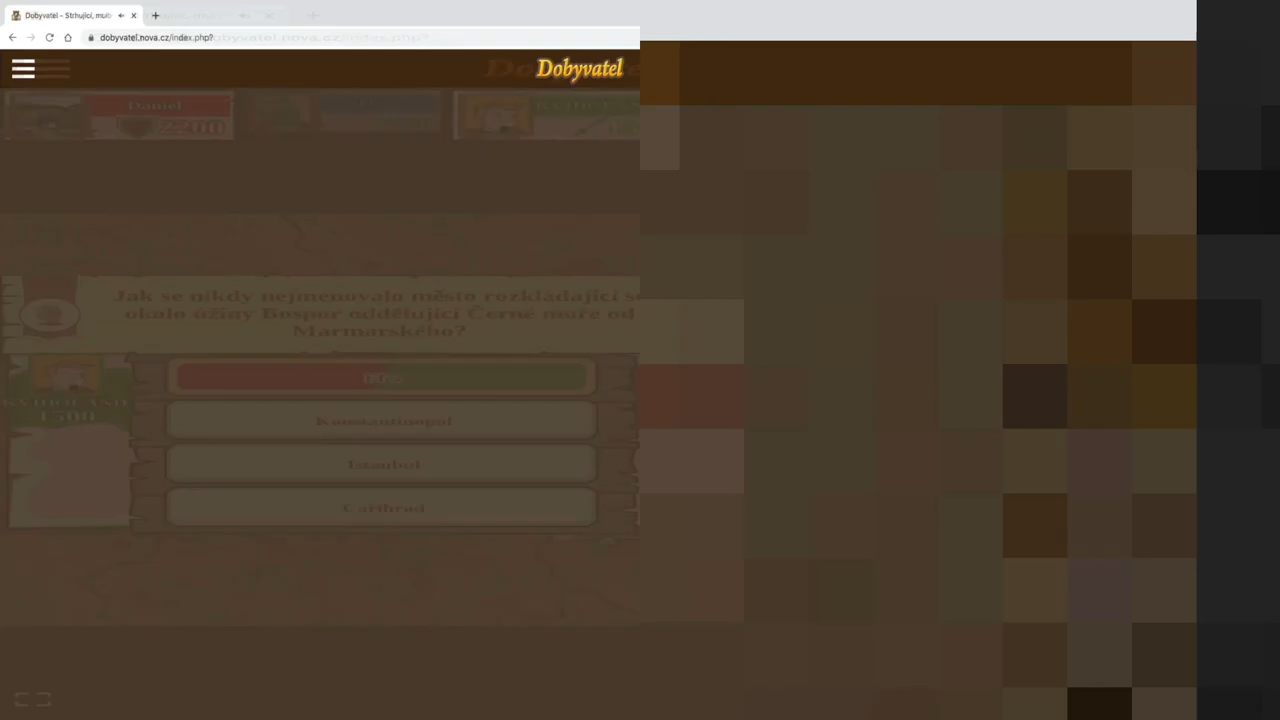 Dobyvatel – Strhující, mult
dobyvatel.nova.cz/index.php?
Dobyvatel
Daniel
2200
Jak se nikdy nejmenovalo město rozkládající se
okolo úžiny Bospor oddělující Černé moře od
Marmarského?
1500
Konstantinopol
Istanbul
Cařihrad